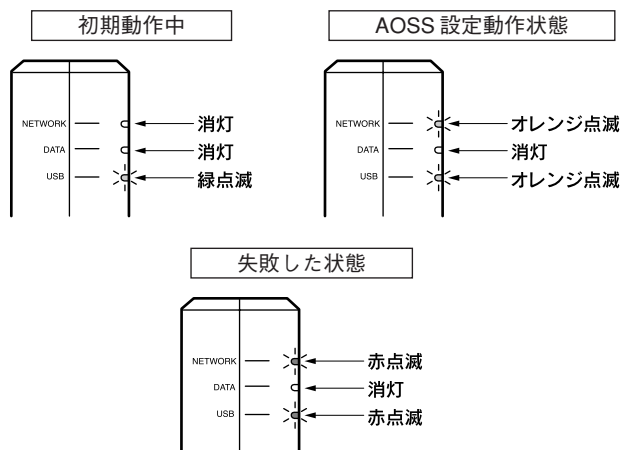 初期動作中
NETWORK
消灯
DATA
消灯
USB
緑点滅
AOSS 設定動作状態
NETWORK
オレンジ点滅
DATA
消灯
USB
オレンジ点滅
失敗した状態
NETWORK
赤点滅
DATA
消灯
USB
赤点滅